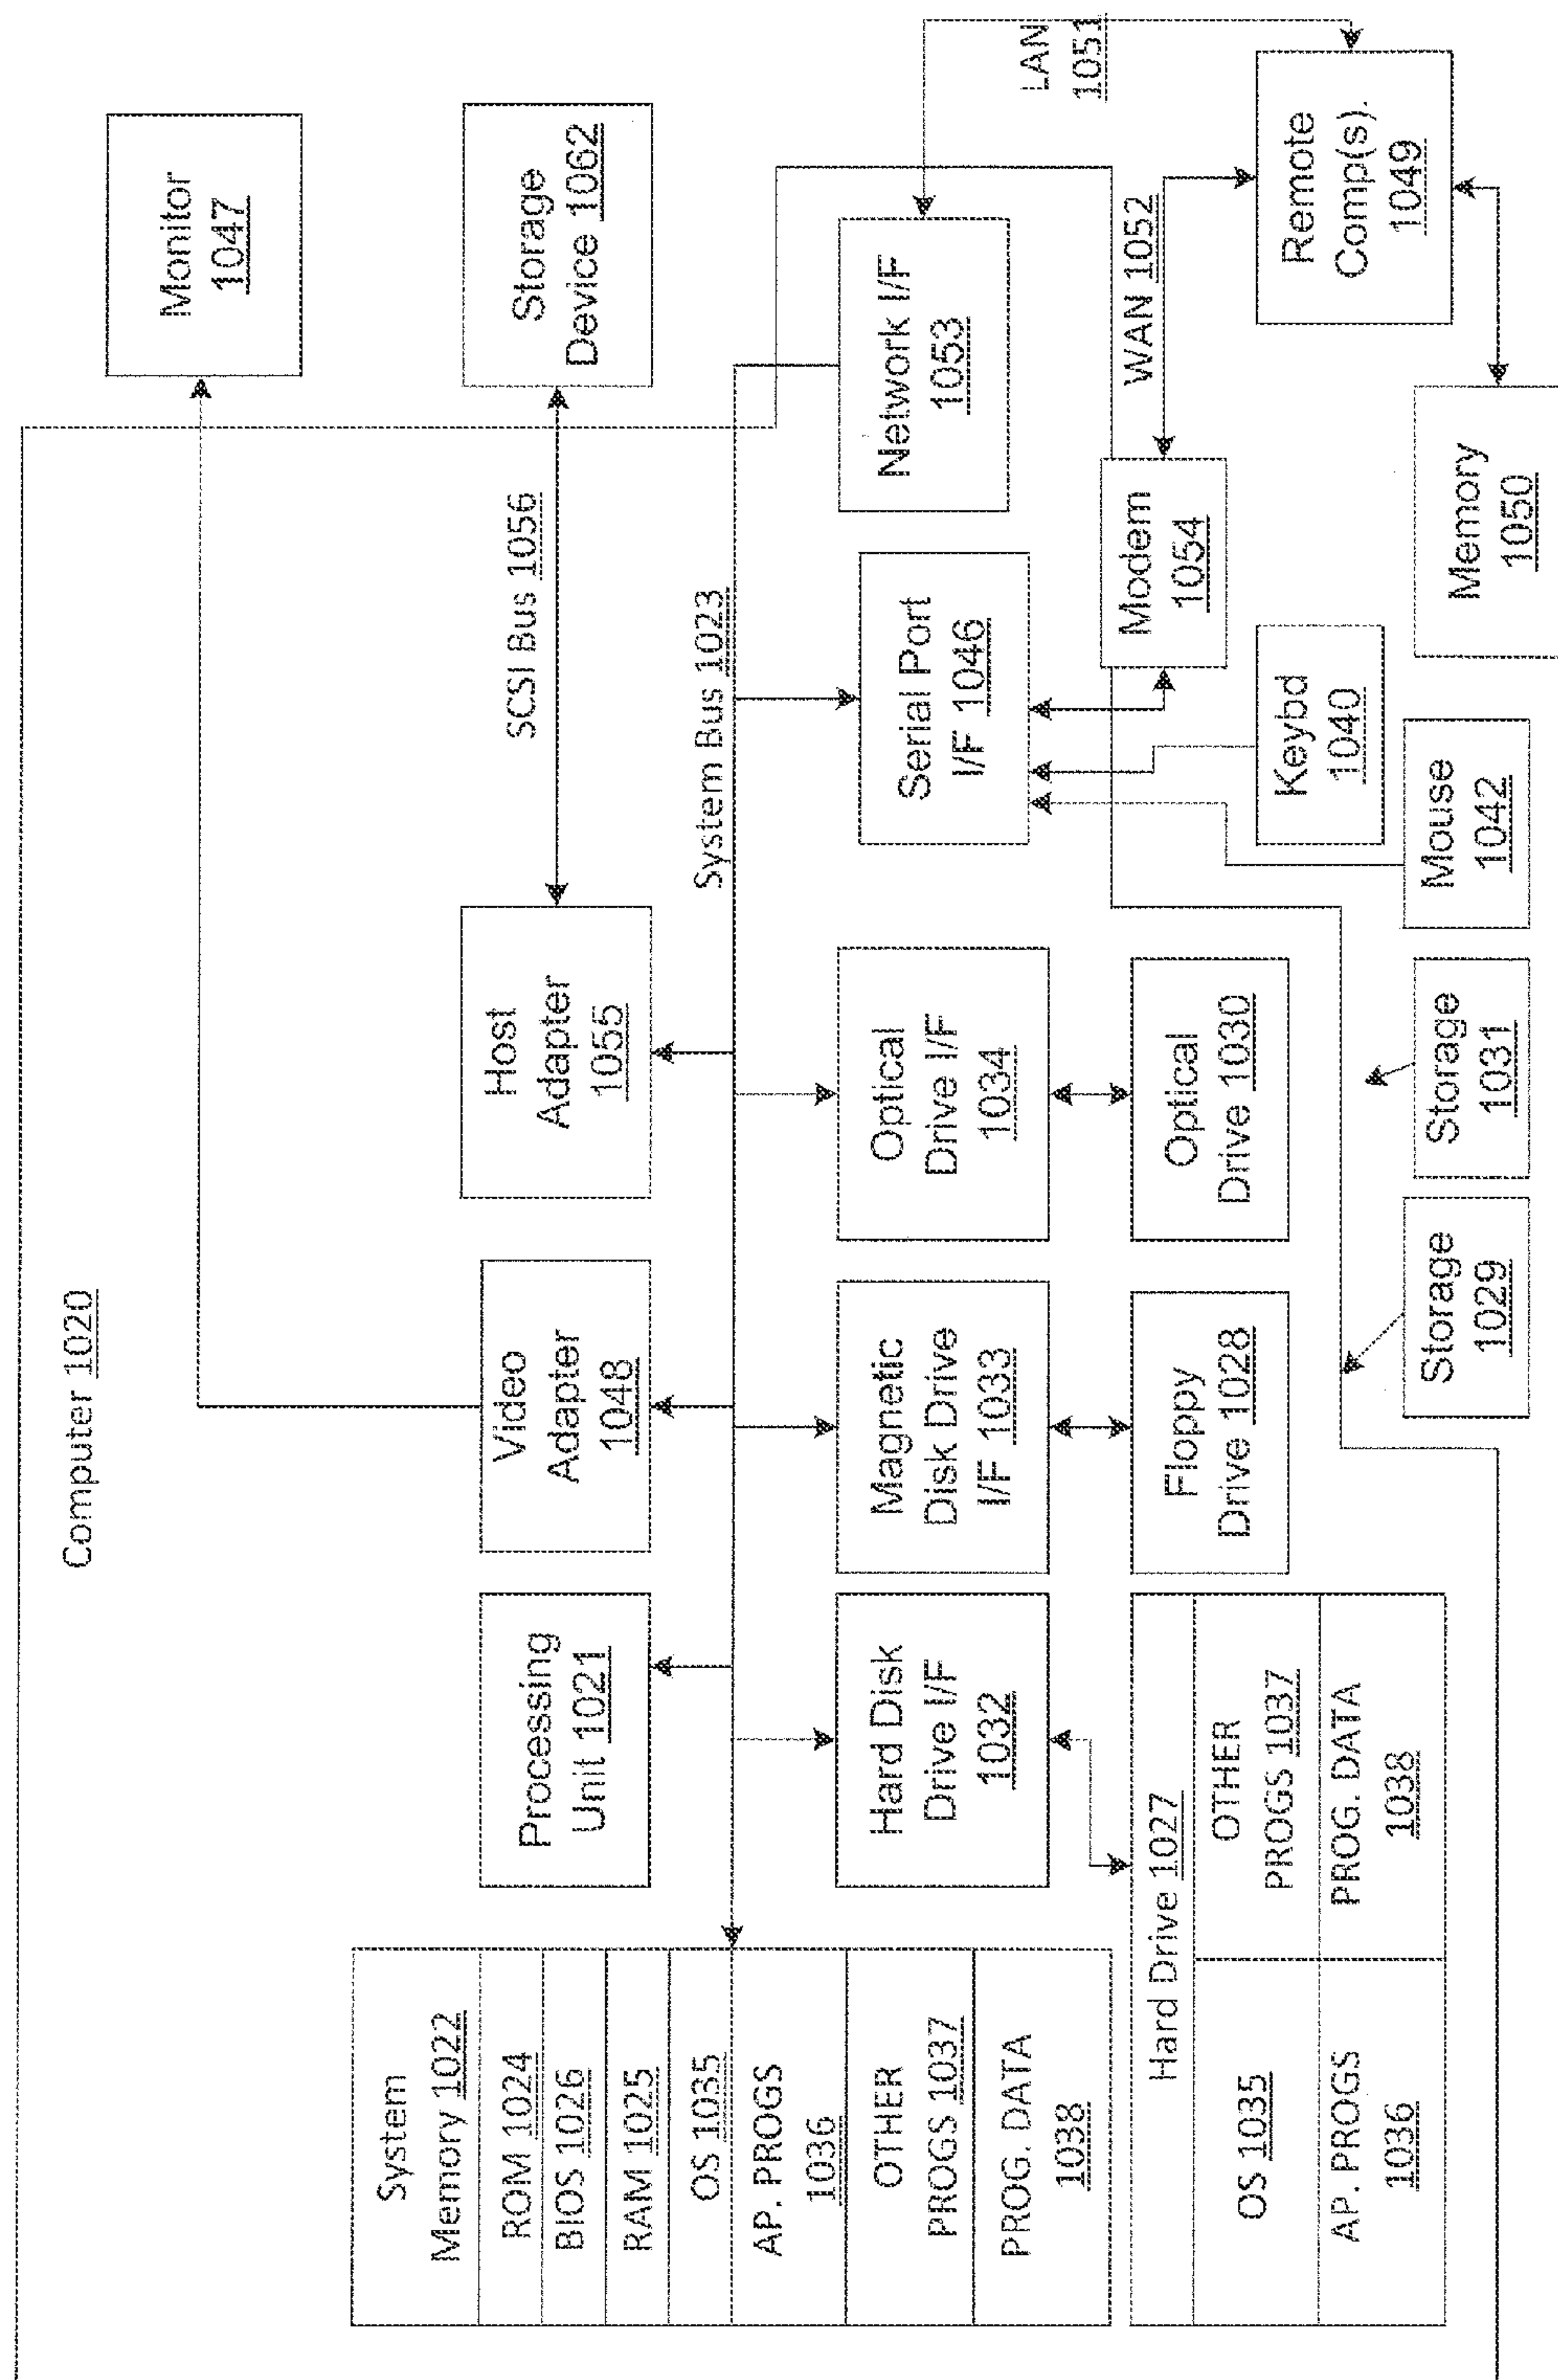 Computer 1020
Monitor
1047
System
Memory 1022
ROM 1024
BIOS 1026
RAM 1025
OS 1035
AP. PROGS
1036
OTHER
PROGS 1037
PROG. DATA
1038
Processing
Unit 1021
Video
Adapter
1048
Host
Adapter
1055
SCSI Bus 1056
Storage
Device 1062
System Bus 1023
Hard Disk
Drive I/F
1032
Magnetic
Disk Drive
I/F 1033
Optical
Drive I/F
1034
Serial Port
I/F 1046
Network I/F
1053
LAN
1051
Hard Drive 1027
OS 1035
OTHER
PROGS 1037
AP. PROGS
1036
PROG. DATA
1038
Floppy
Drive 1028
Optical
Drive 1030
Modem
1054
WAN 1052
Remote
Comp(s).
1049
Storage
1029
Storage
1031
Mouse
1042
Keybd
1040
Memory
1050